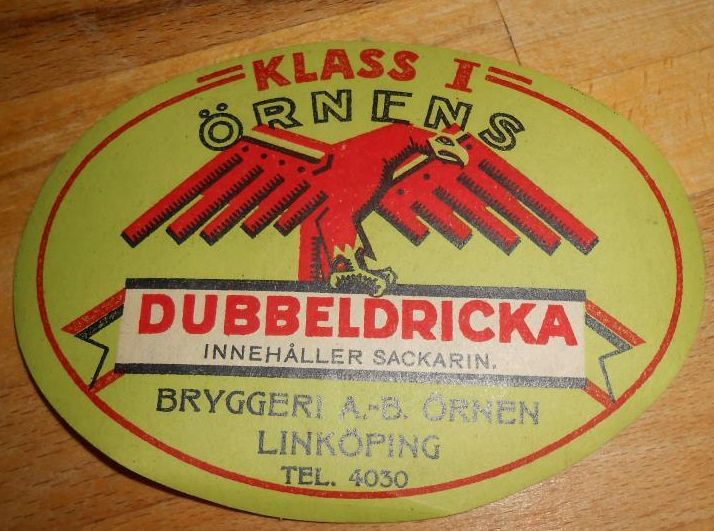 KLASS I
ÖRNENS
DUBBELDRICKA
INNEHÅLLER SACKARIN.
BRYGGERI A.-B. ÖRNEN
LINKÖPING
TEL. 4030